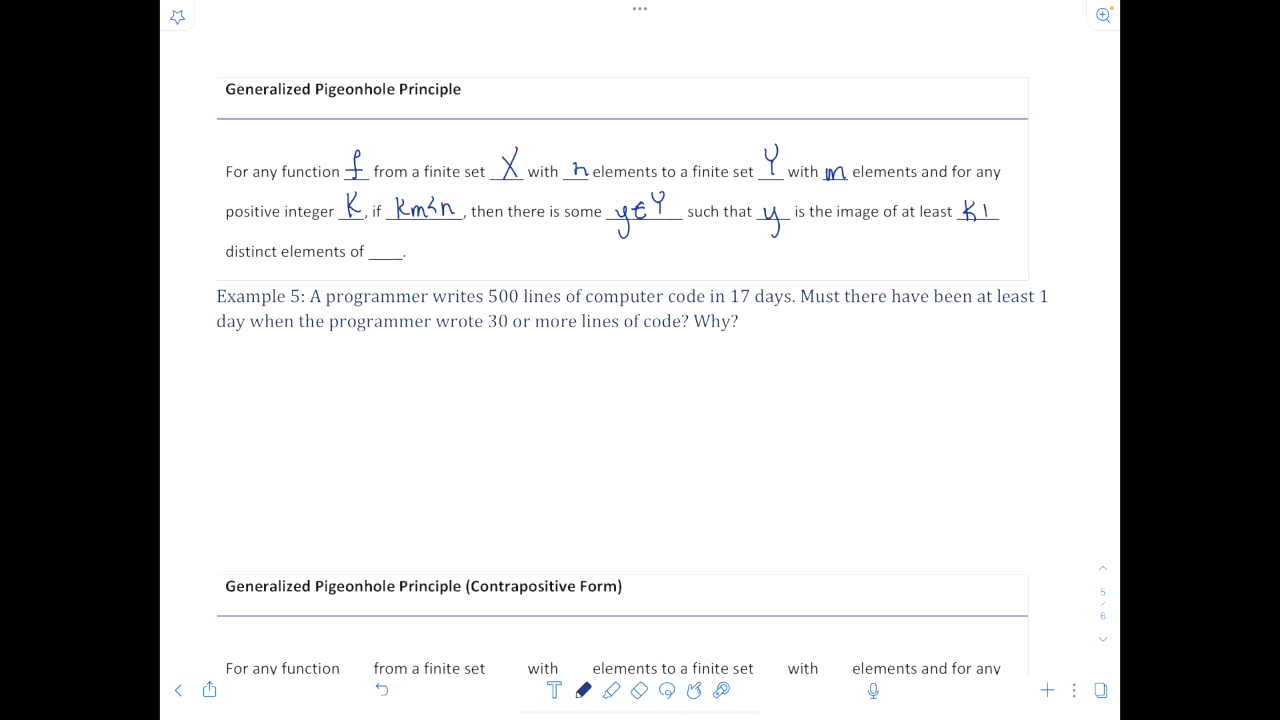 Generalized Pigeonhole Principle
For any function f from a finite set X with n elements to a finite set Y with m elements and for any
positive integer K, if Km<n, then there is some y∈Y such that y is the image of at least K1
distinct elements of ____.
Example 5: A programmer writes 500 lines of computer code in 17 days. Must there have been at least 1
day when the programmer wrote 30 or more lines of code? Why?
Generalized Pigeonhole Principle (Contrapositive Form)
For any function from a finite set with elements to a finite set with elements and for any
5
/
6